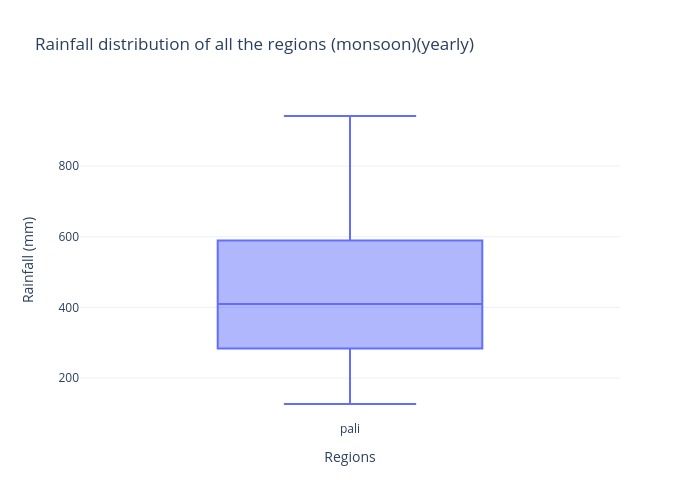 Rainfall distribution of all the regions (monsoon)(yearly)
800
600
400
200
Rainfall (mm)
pali
Regions